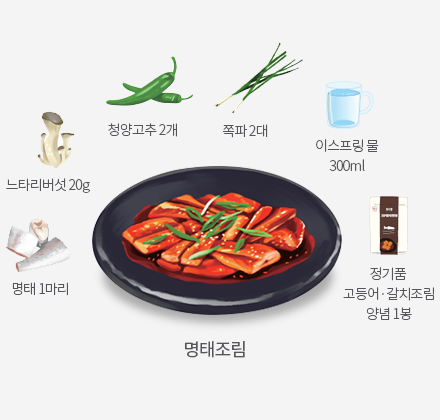 청양고추 2개
쪽파 2대
이스프링 물
300ml
느타리버섯 20g
명태 1마리
정기품
고등어·갈치조림
양념 1봉
명태조림